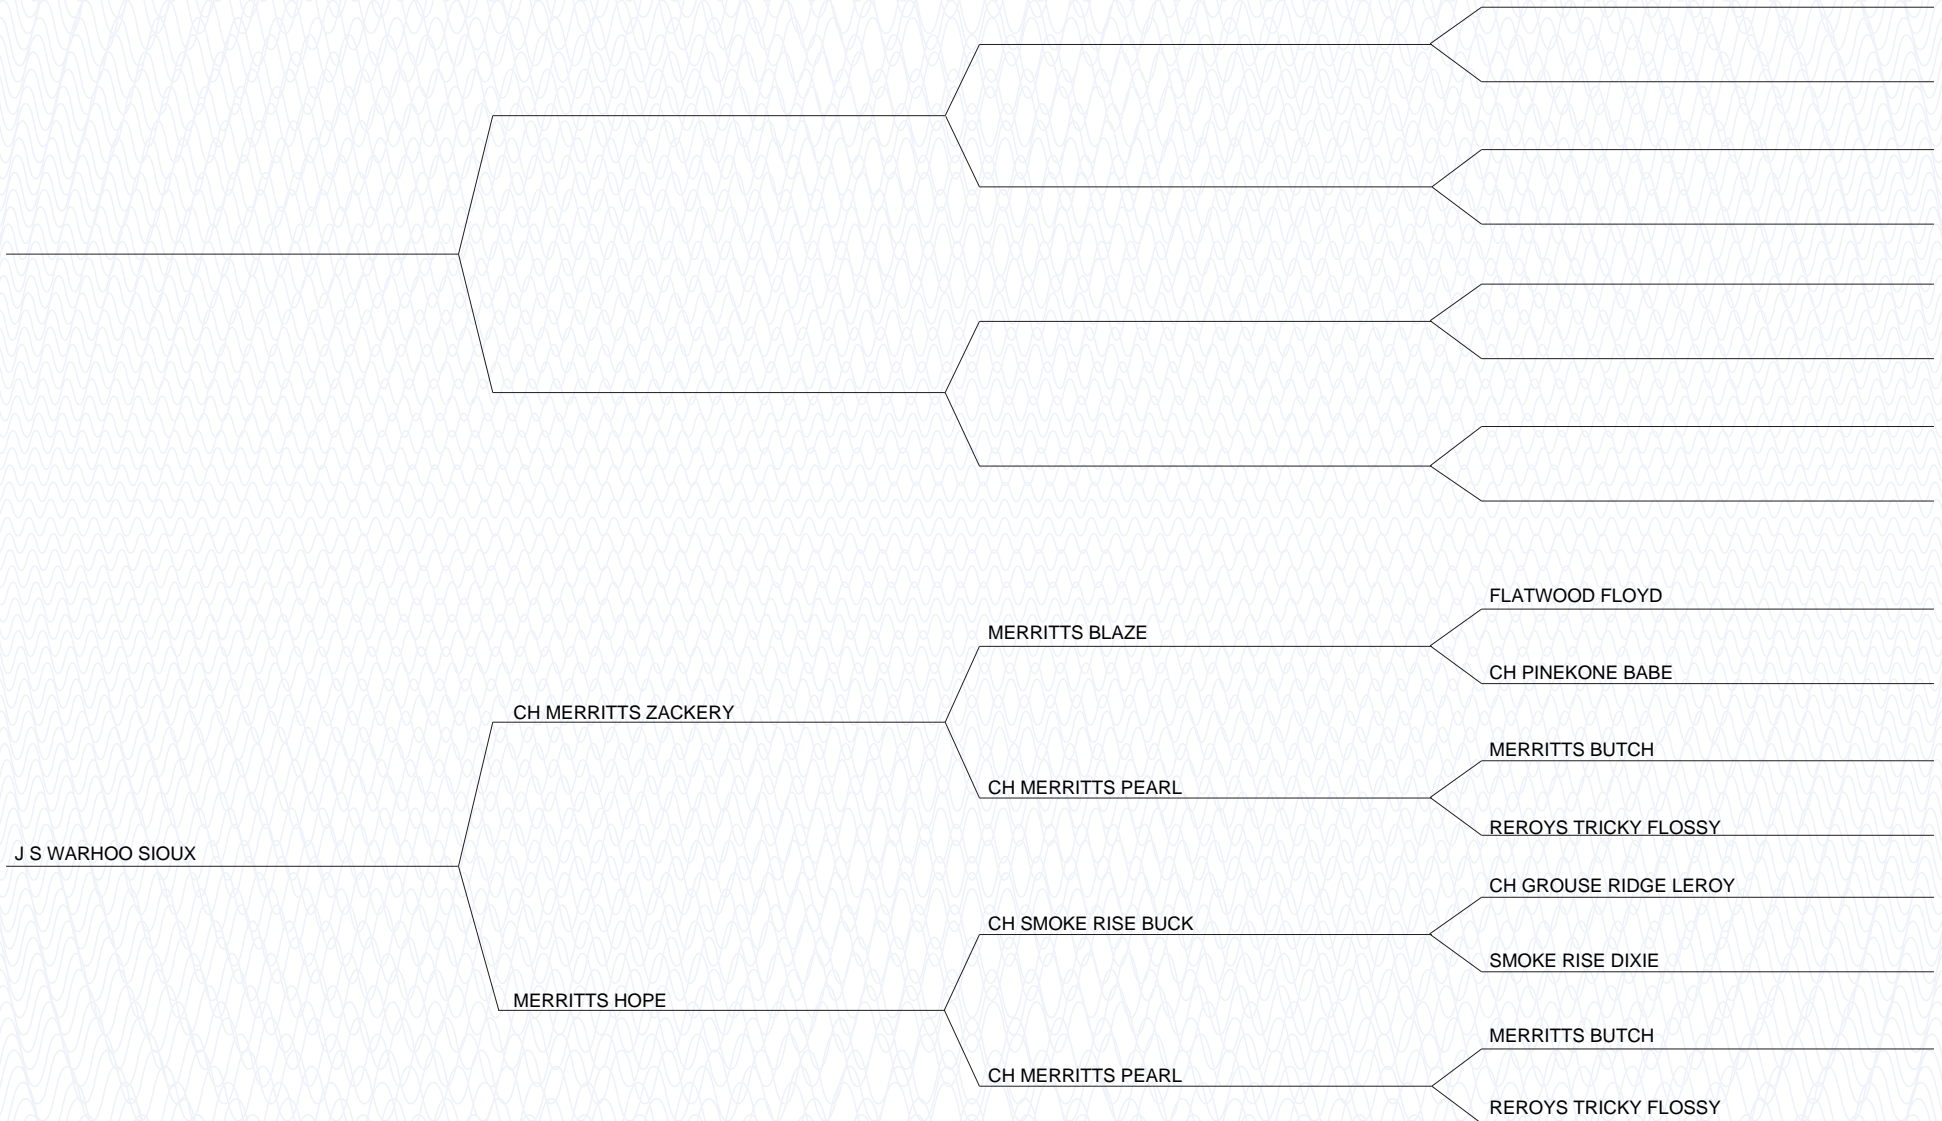 FLATWOOD FLOYD
MERRITTS BLAZE
CH PINEKONE BABE
CH MERRITTS ZACKERY
MERRITTS BUTCH
CH MERRITTS PEARL
REROYS TRICKY FLOSSY
J S WARHOO SIOUX
CH GROUSE RIDGE LEROY
CH SMOKE RISE BUCK
SMOKE RISE DIXIE
MERRITTS HOPE
MERRITTS BUTCH
CH MERRITTS PEARL
REROYS TRICKY FLOSSY